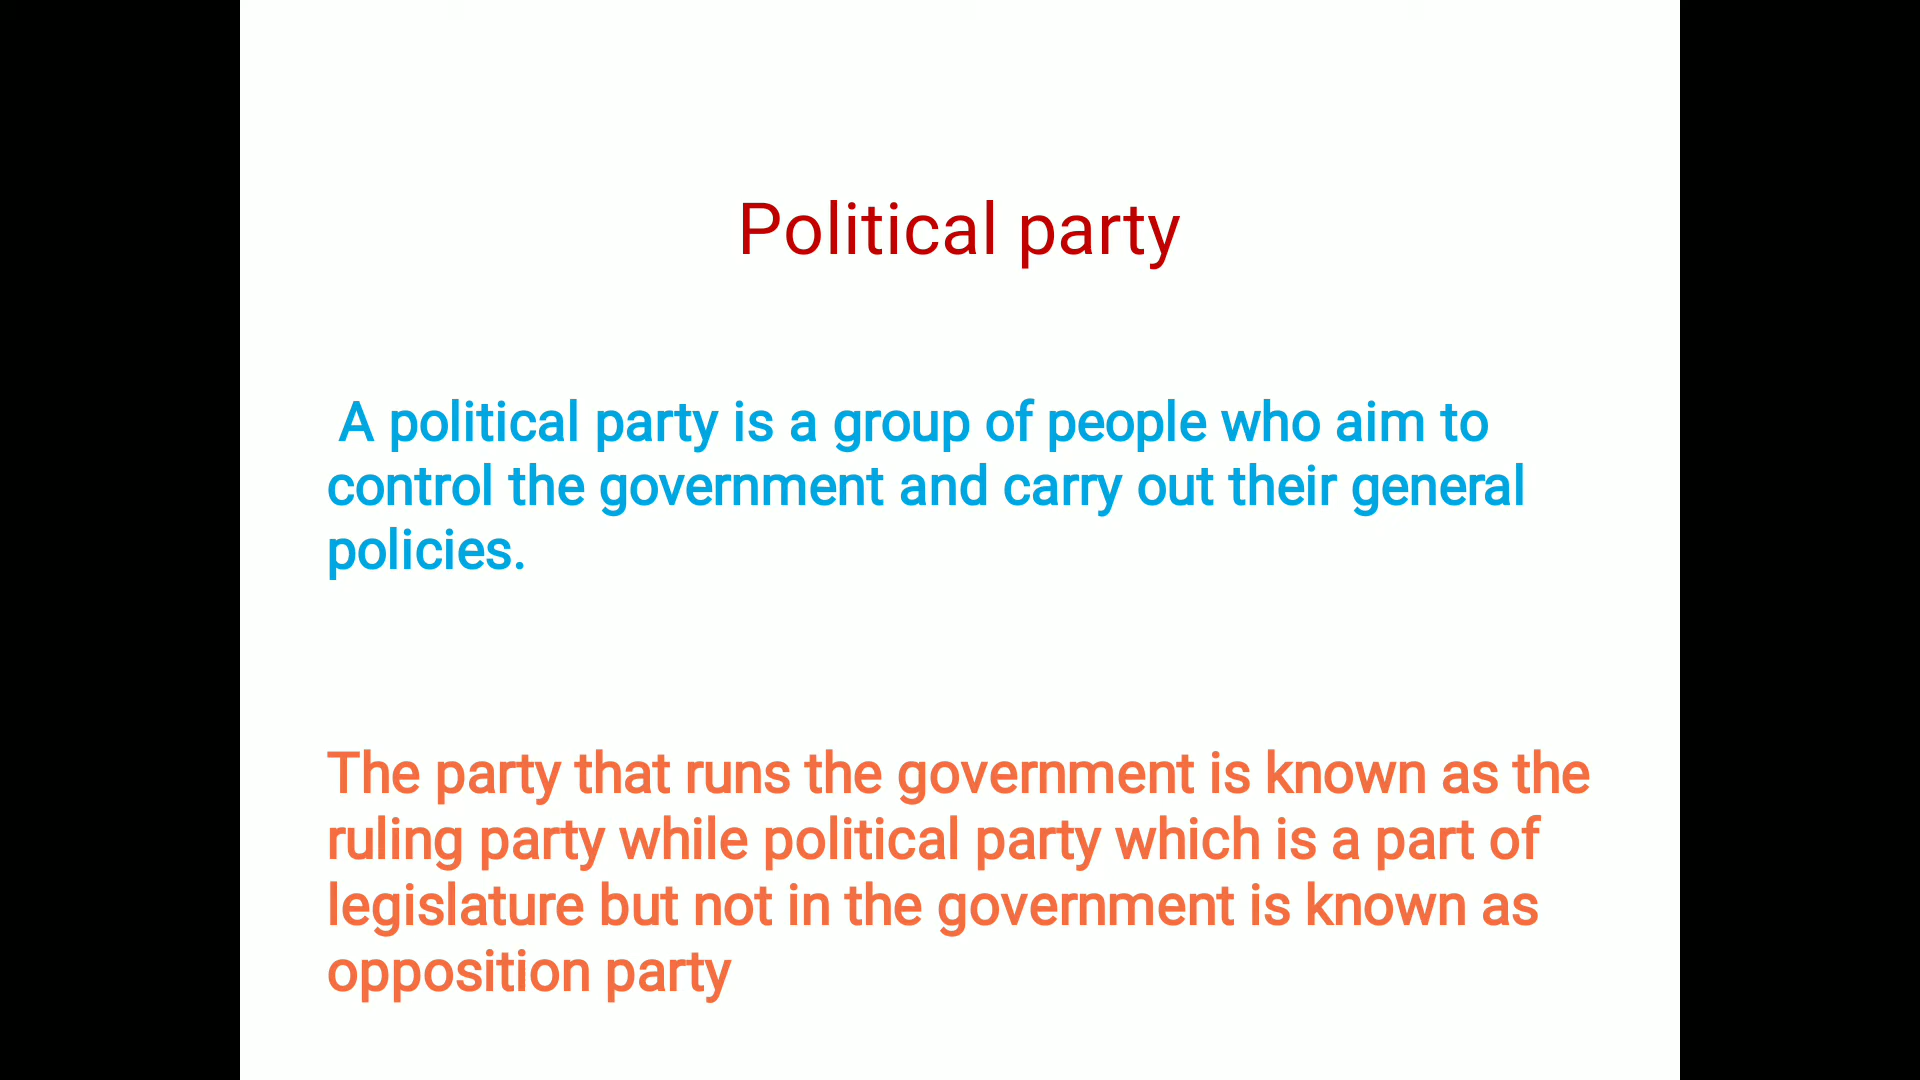 Political party
A political party is a group of people who aim to
control the government and carry out their general
policies.
The party that runs the government is known as the
ruling party while political party which is a part of
legislature but not in the government is known as
opposition party